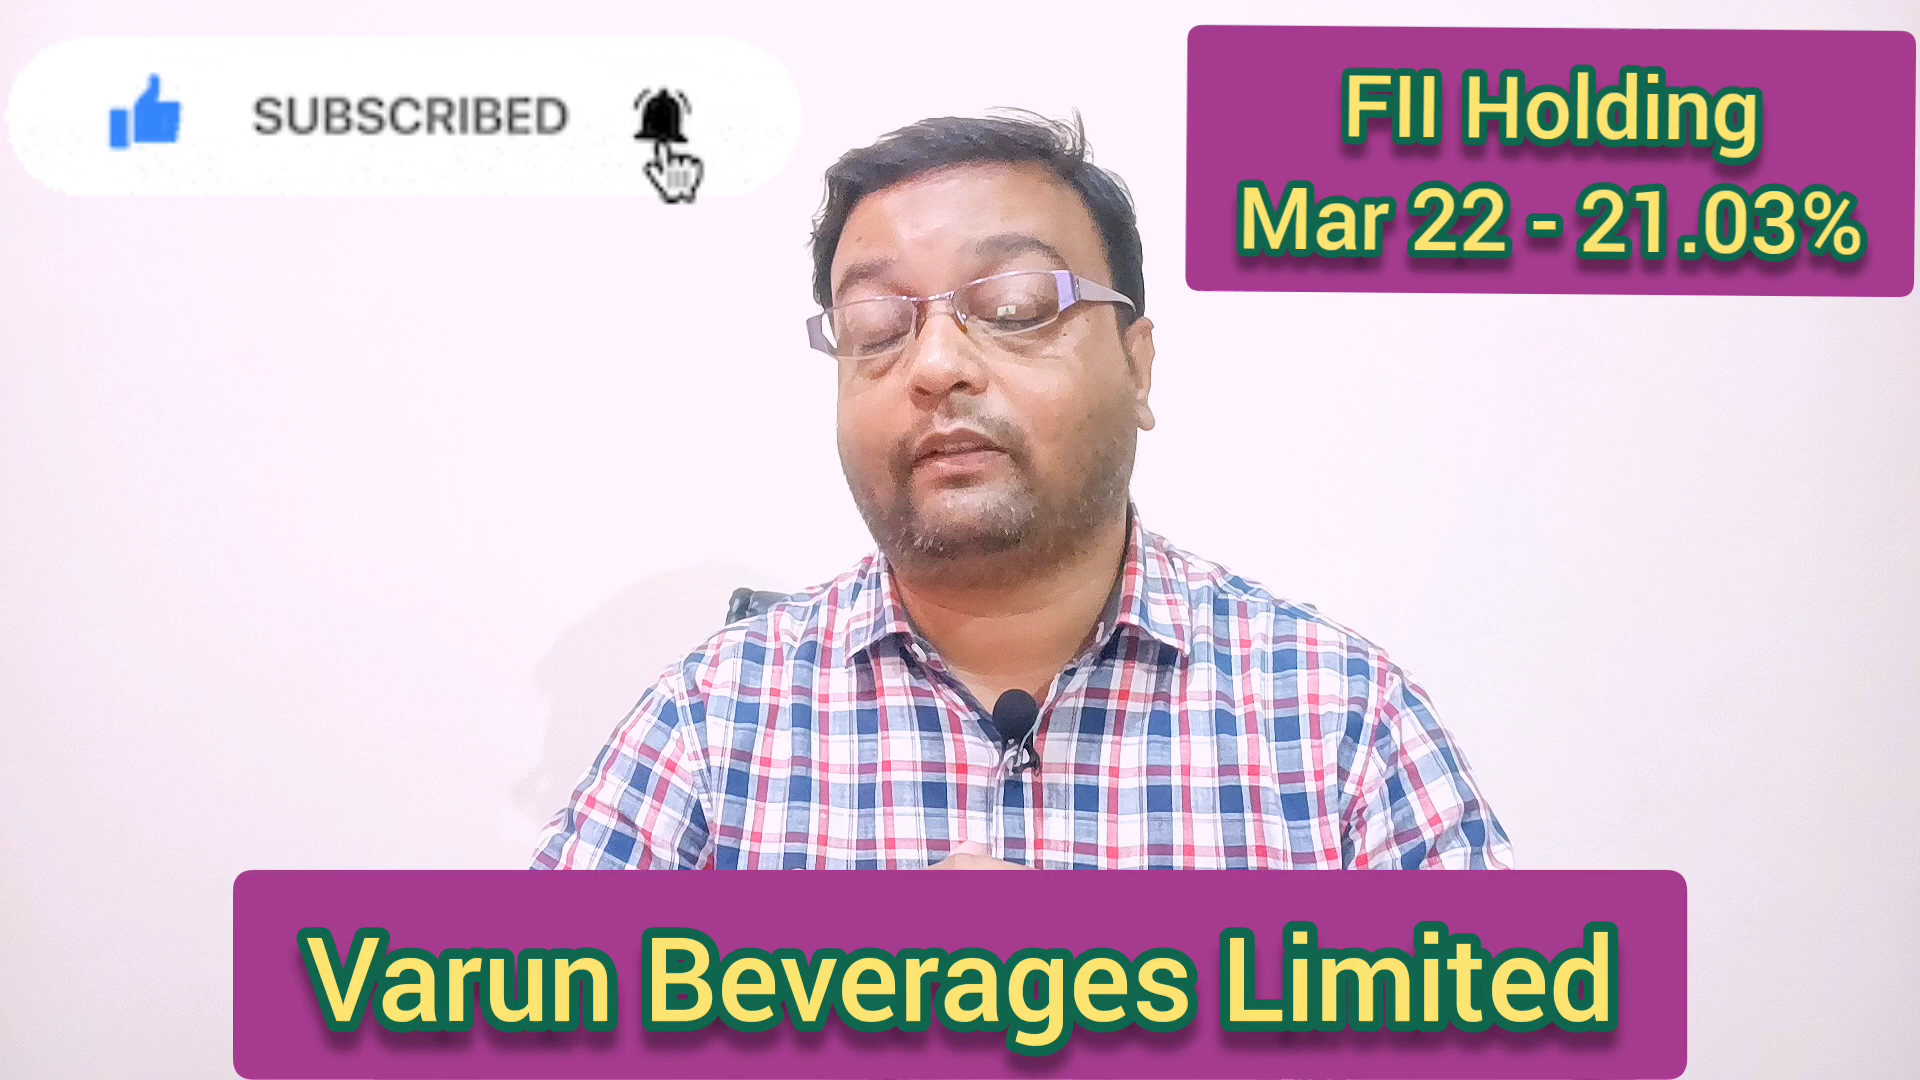 SUBSCRIBED
FII Holding
Mar 22 - 21.03%
Varun Beverages Limited